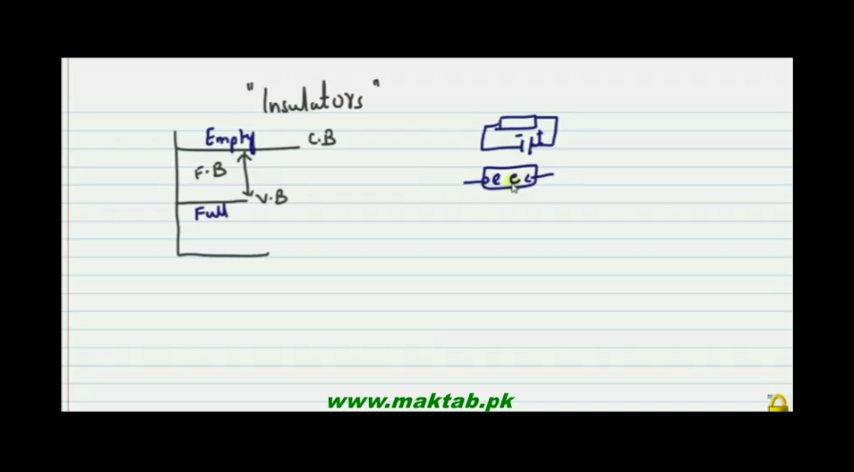 "Insulators"
Empty
C.B
F.B
V.B
Full
e e
www.maktab.pk